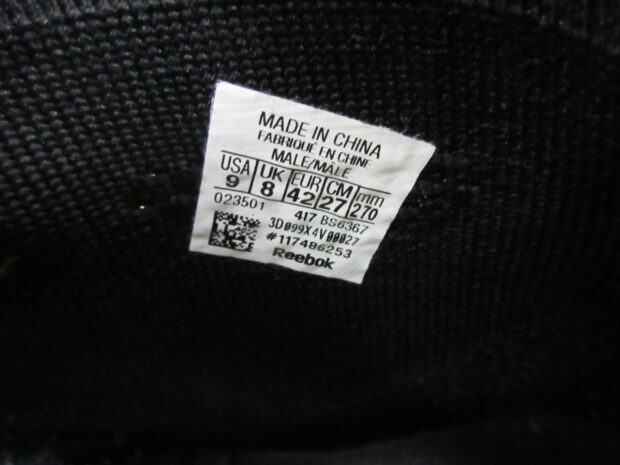 MADE IN CHINA
FABRIQUÉ EN CHINE
MALE/MÂLE
USA UK EUR CM mm
9 8 42 27 270
023501 417 BS6367
3D099X4V00027
#117486253
Reebok